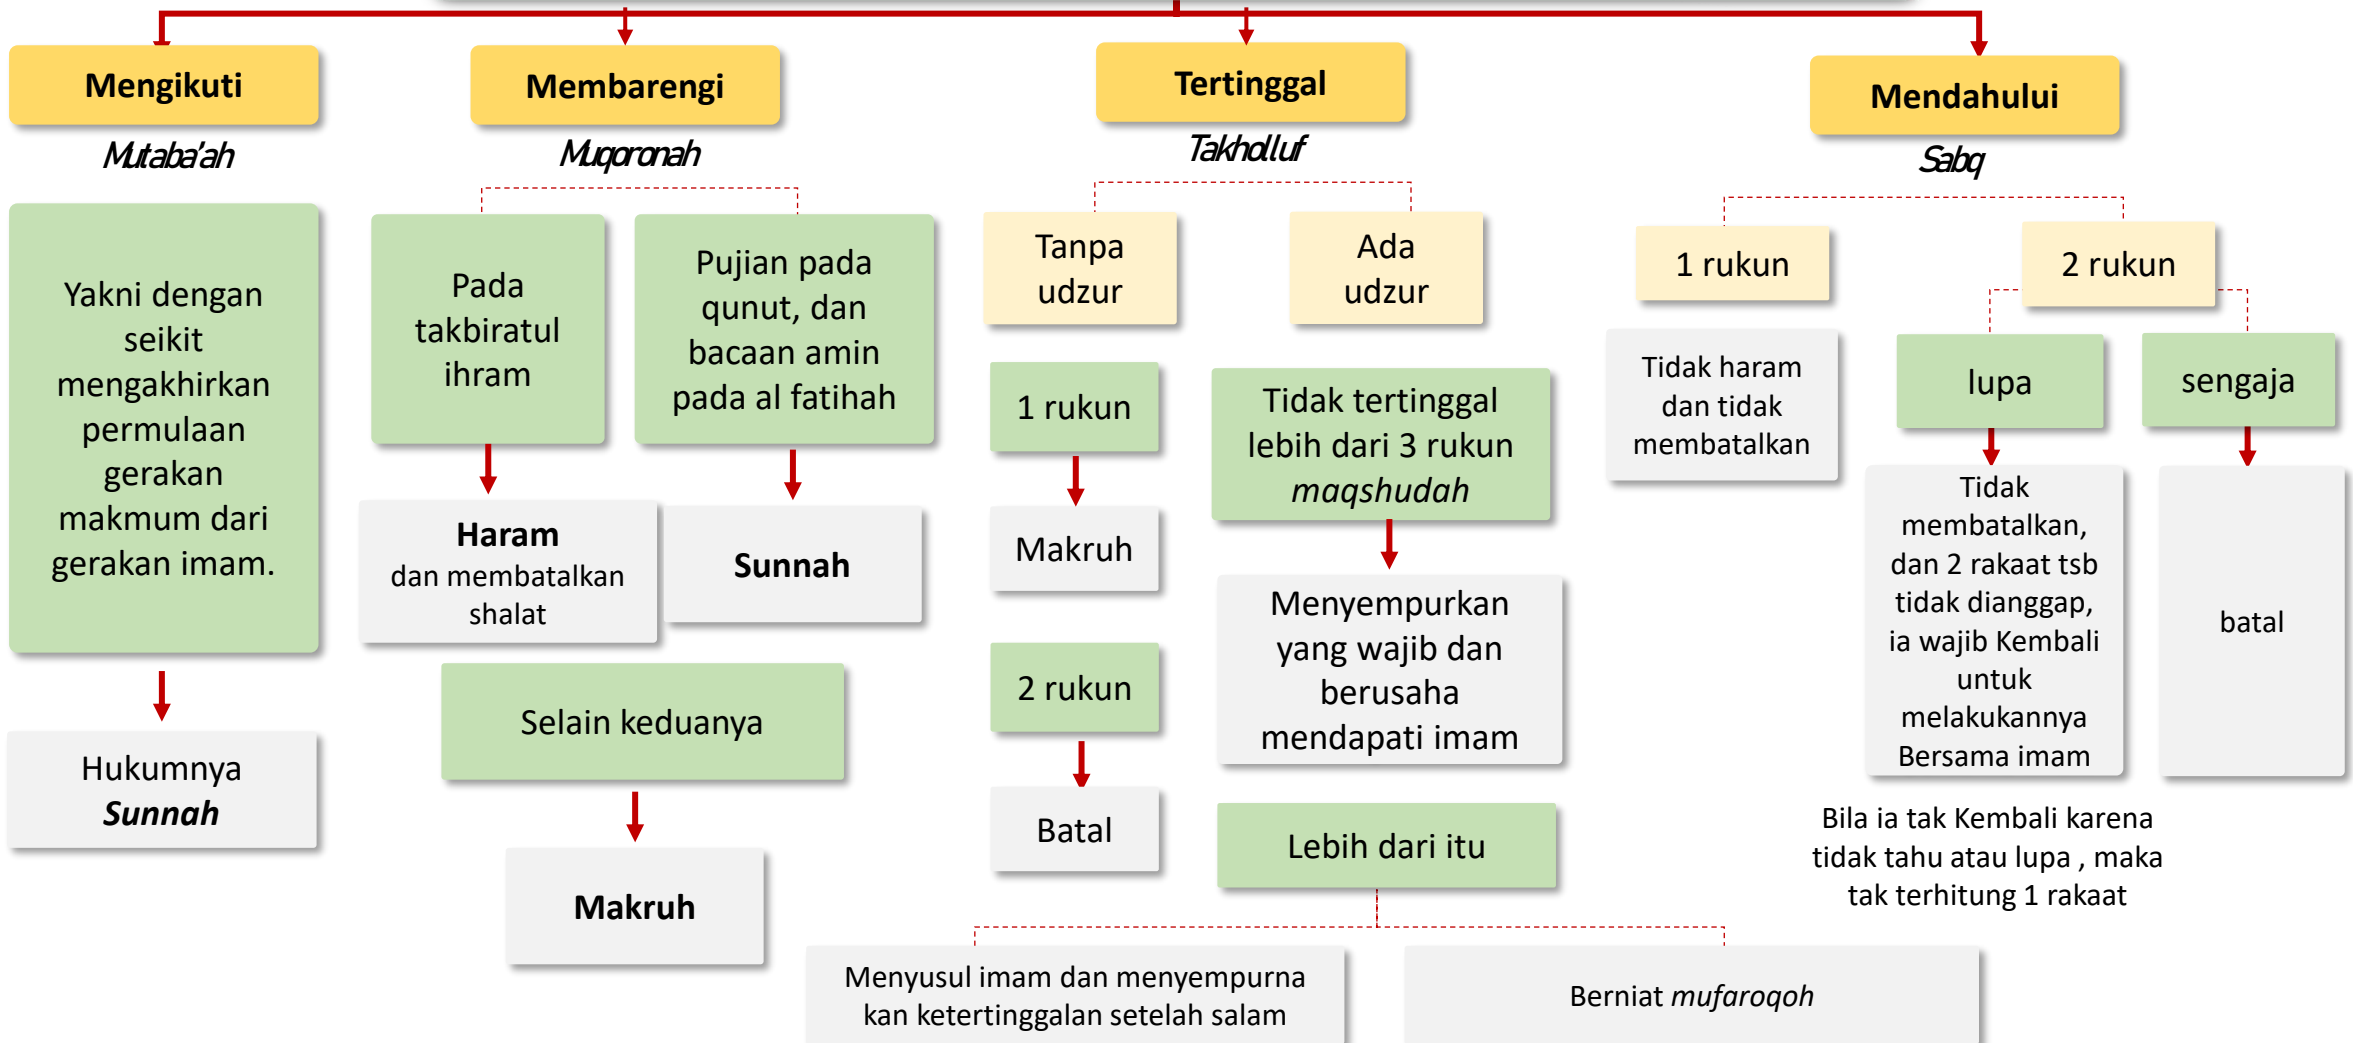 Mengikuti
Mutaba'ah
Yakni dengan
seikit
mengakhirkan
permulaan
gerakan
makmum dari
gerakan imam.
Hukumnya
Sunnah
Membarengi
Muqoronah
Pada
takbiratul
ihram
Haram
dan membatalkan
shalat
Pujian pada
qunut, dan
bacaan amin
pada al fatihah
Sunnah
Selain keduanya
Makruh
Tertinggal
Takholluf
Tanpa
udzur
1 rukun
Makruh
2 rukun
Batal
Ada
udzur
Tidak tertinggal
lebih dari 3 rukun
maqshudah
Menyempurkan
yang wajib dan
berusaha
mendapati imam
Lebih dari itu
Menyusul imam dan menyempurna
kan ketertinggalan setelah salam
Berniat mufaroqoh
Mendahului
Sabq
1 rukun
Tidak haram
dan tidak
membatalkan
2 rukun
lupa
Tidak
membatalkan,
dan 2 rakaat tsb
tidak dianggap,
ia wajib Kembali
untuk
melakukannya
Bersama imam
Bila ia tak Kembali karena
tidak tahu atau lupa , maka
tak terhitung 1 rakaat
sengaja
batal